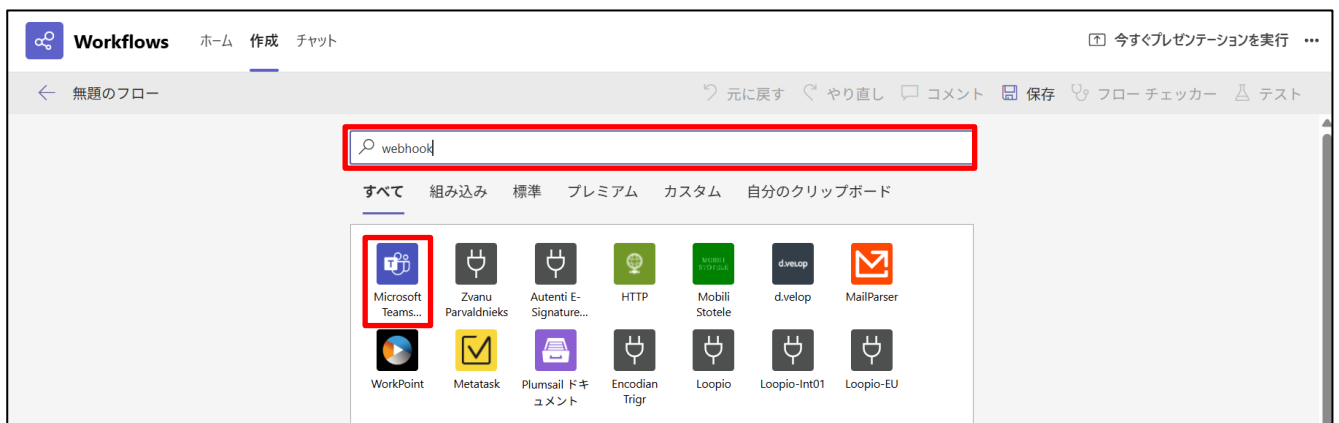 Workflows ホーム 作成 チャット 今すぐプレゼンテーションを実行 •••
← 無題のフロー 元に戻す やり直し コメント 保存 フロー チェッカー テスト
webhook
すべて 組み込み 標準 プレミアム カスタム 自分のクリップボード
Microsoft Teams... Zvanu Parvaldnieks Autenti E-Signature... HTTP Mobili Stotele d.velop MailParser
WorkPoint Metatask Plumsail ドキュメント Encodian Trigr Loopio Loopio-Int01 Loopio-EU